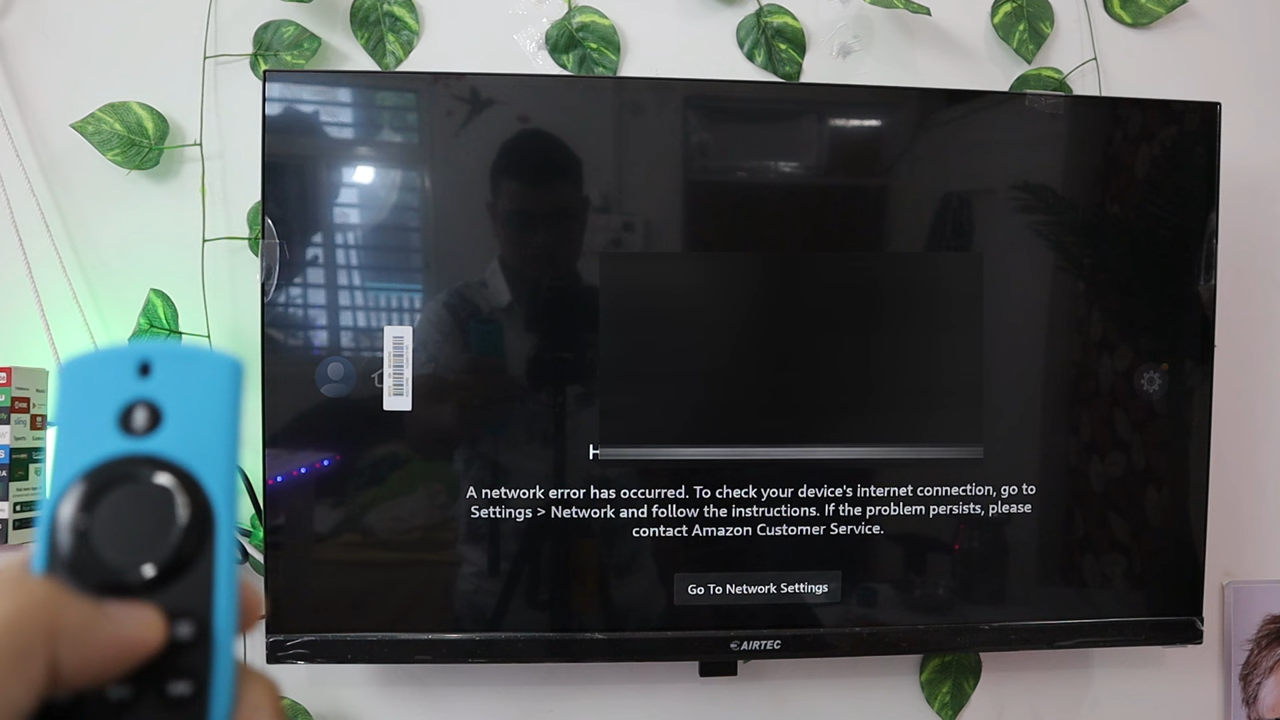 sling
A network error has occurred. To check your device's internet connection, go to
Settings > Network and follow the instructions. If the problem persists, please
contact Amazon Customer Service.
Go To Network Settings
AIRTEC